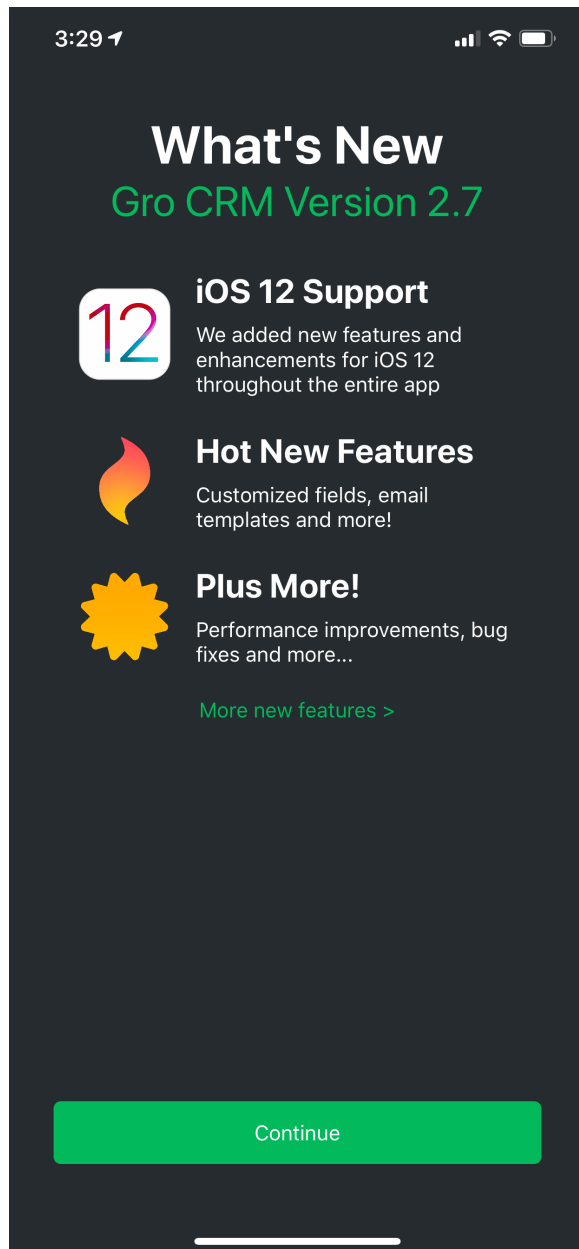 3:29
What's New
Gro CRM Version 2.7
12
iOS 12 Support
We added new features and
enhancements for iOS 12
throughout the entire app
Hot New Features
Customized fields, email
templates and more!
Plus More!
Performance improvements, bug
fixes and more...
More new features >
Continue